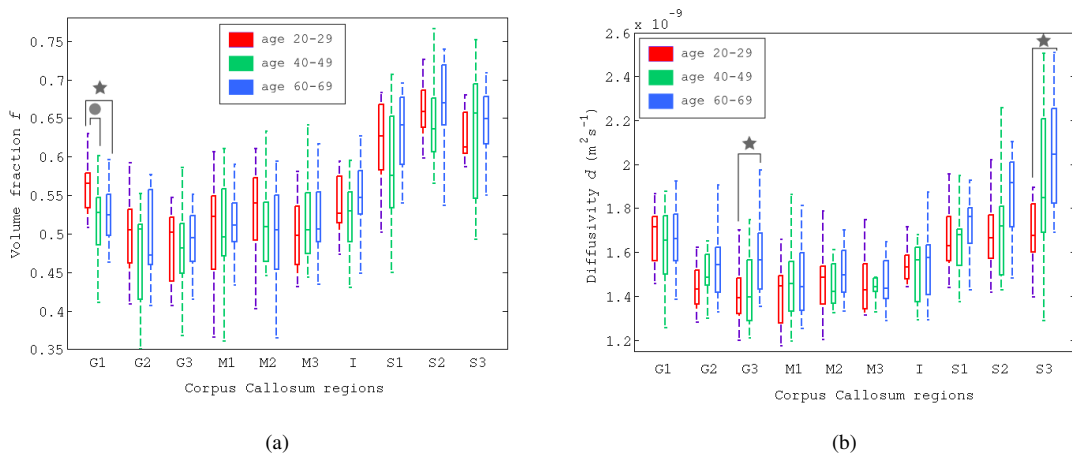 0.75
0.7
0.65
0.6
0.55
0.5
0.45
0.4
0.35
Volume fraction f
age 20-29
age 40-49
age 60-69
G1 G2 G3 M1 M2 M3 I S1 S2 S3
Corpus Callosum regions
(a)
x 10⁻⁹
2.6
2.4
2.2
2
1.8
1.6
1.4
1.2
Diffusivity d (m²s⁻¹)
age 20-29
age 40-49
age 60-69
G1 G2 G3 M1 M2 M3 I S1 S2 S3
Corpus Callosum regions
(b)